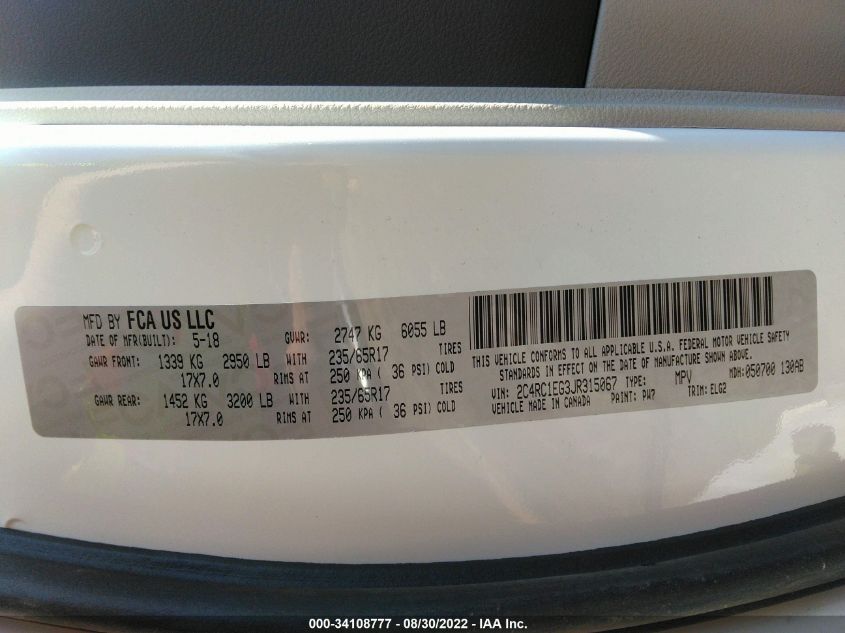 MFD BY FCA US LLC
DATE OF MFR(BUILT): 5-18 GVWR: 2747 KG 6055 LB
GAWR FRONT: 1339 KG 2950 LB WITH 235/65R17 TIRES
17X7.0 RIMS AT 250 KPA ( 36 PSI) COLD
GAWR REAR: 1452 KG 3200 LB WITH 235/65R17 TIRES
17X7.0 RIMS AT 250 KPA ( 36 PSI) COLD
THIS VEHICLE CONFORMS TO ALL APPLICABLE U.S.A. FEDERAL MOTOR VEHICLE SAFETY
STANDARDS IN EFFECT ON THE DATE OF MANUFACTURE SHOWN ABOVE.
VIN: 2C4RC1EG3JR315067 TYPE: MPV MDH: 050700 130AB
VEHICLE MADE IN CANADA PAINT: PW7 TRIM: ELG2
000-34108777 - 08/30/2022 - IAA Inc.